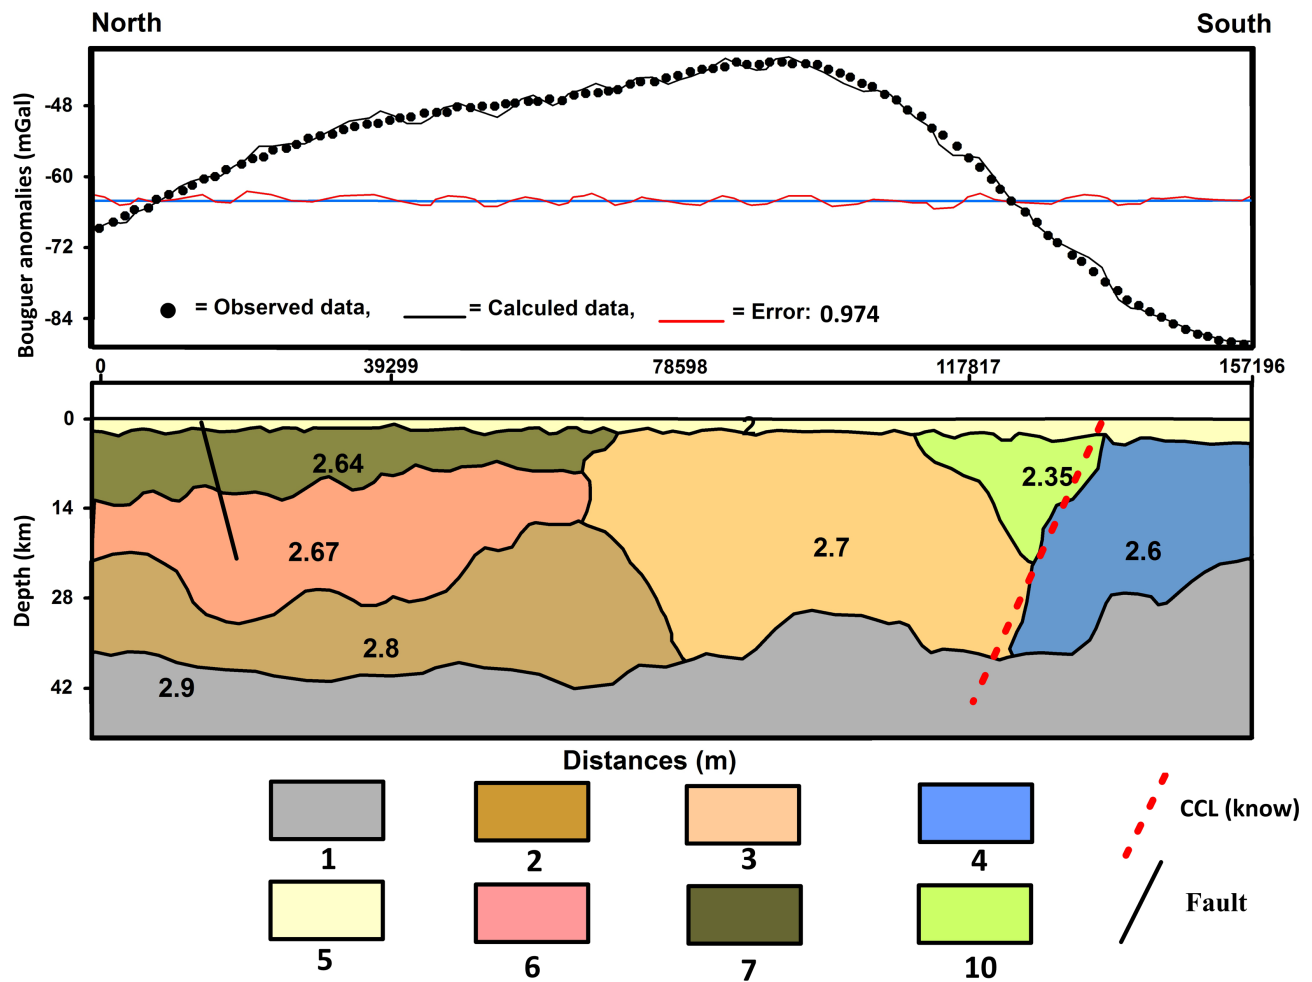 North South
Bouguer anomalies (mGal)
-48
-60
-72
-84
= Observed data, = Calculed data, = Error: 0.974
0 39299 78598 117817 157196
Depth (km)
0
14
28
42
2
2.64
2.35
2.67
2.7
2.6
2.8
2.9
Distances (m)
1 2 3 4
CCL (know)
5 6 7 10
Fault